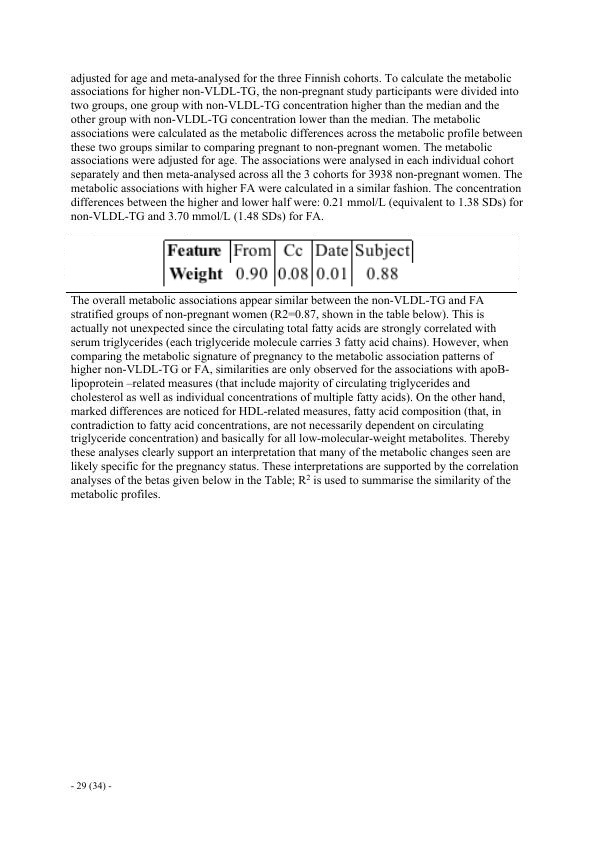 adjusted for age and meta-analysed for the three Finnish cohorts. To calculate the metabolic
associations for higher non-VLDL-TG, the non-pregnant study participants were divided into
two groups, one group with non-VLDL-TG concentration higher than the median and the
other group with non-VLDL-TG concentration lower than the median. The metabolic
associations were calculated as the metabolic differences across the metabolic profile between
these two groups similar to comparing pregnant to non-pregnant women. The metabolic
associations were adjusted for age. The associations were analysed in each individual cohort
separately and then meta-analysed across all the 3 cohorts for 3938 non-pregnant women. The
metabolic associations with higher FA were calculated in a similar fashion. The concentration
differences between the higher and lower half were: 0.21 mmol/L (equivalent to 1.38 SDs) for
non-VLDL-TG and 3.70 mmol/L (1.48 SDs) for FA.
Feature From Cc Date Subject
Weight 0.90 0.08 0.01 0.88
The overall metabolic associations appear similar between the non-VLDL-TG and FA
stratified groups of non-pregnant women (R2=0.87, shown in the table below). This is
actually not unexpected since the circulating total fatty acids are strongly correlated with
serum triglycerides (each triglyceride molecule carries 3 fatty acid chains). However, when
comparing the metabolic signature of pregnancy to the metabolic association patterns of
higher non-VLDL-TG or FA, similarities are only observed for the associations with apoB-
lipoprotein –related measures (that include majority of circulating triglycerides and
cholesterol as well as individual concentrations of multiple fatty acids). On the other hand,
marked differences are noticed for HDL-related measures, fatty acid composition (that, in
contradiction to fatty acid concentrations, are not necessarily dependent on circulating
triglyceride concentration) and basically for all low-molecular-weight metabolites. Thereby
these analyses clearly support an interpretation that many of the metabolic changes seen are
likely specific for the pregnancy status. These interpretations are supported by the correlation
analyses of the betas given below in the Table; R² is used to summarise the similarity of the
metabolic profiles.
- 29 (34) -